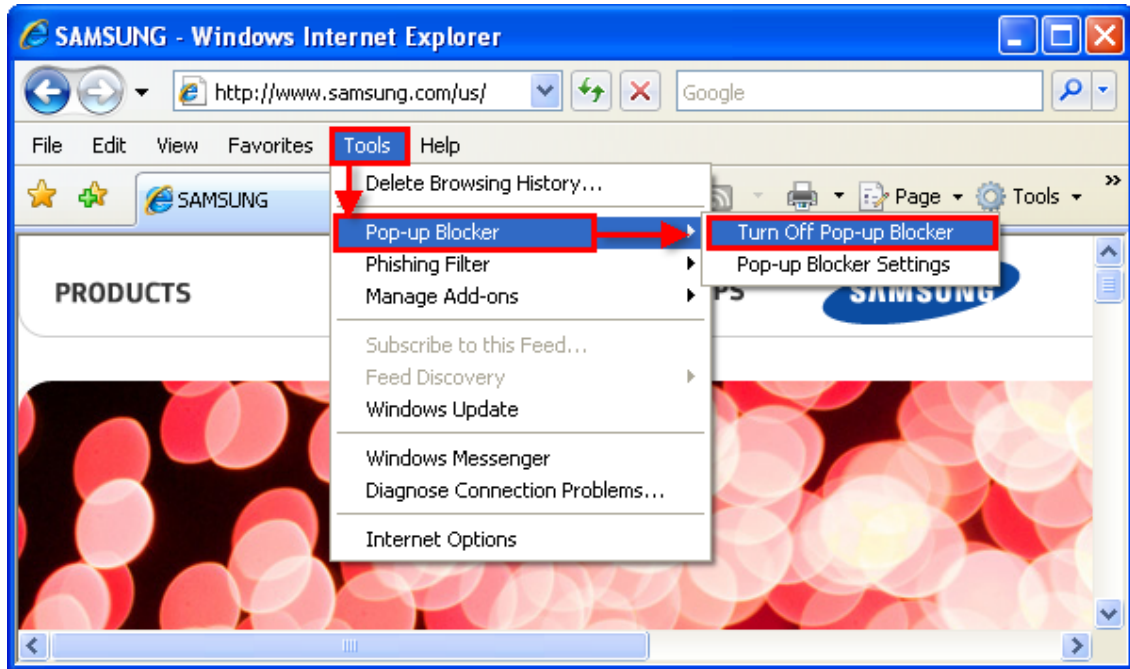 SAMSUNG - Windows Internet Explorer
http://www.samsung.com/us/
Google
File Edit View Favorites Tools Help
SAMSUNG
Page Tools »
Delete Browsing History...
Pop-up Blocker
Turn Off Pop-up Blocker
Phishing Filter
Pop-up Blocker Settings
Manage Add-ons
PRODUCTS
PS
SAMSUNG
Subscribe to this Feed...
Feed Discovery
Windows Update
Windows Messenger
Diagnose Connection Problems...
Internet Options